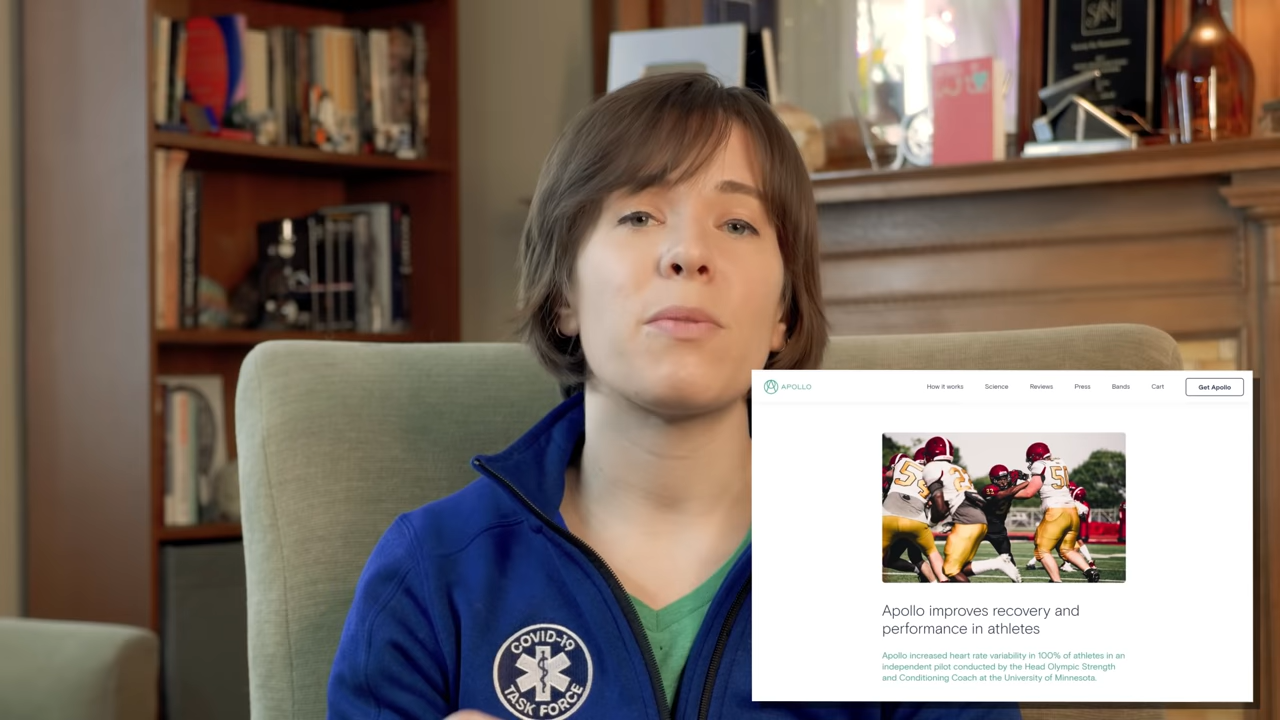 SAN
COVID-19
TASK FORCE
APOLLO
How it works
Science
Reviews
Press
Bands
Cart
Get Apollo
Apollo improves recovery and
performance in athletes
Apollo increased heart rate variability in 100% of athletes in an
independent pilot conducted by the Head Olympic Strength
and Conditioning Coach at the University of Minnesota.